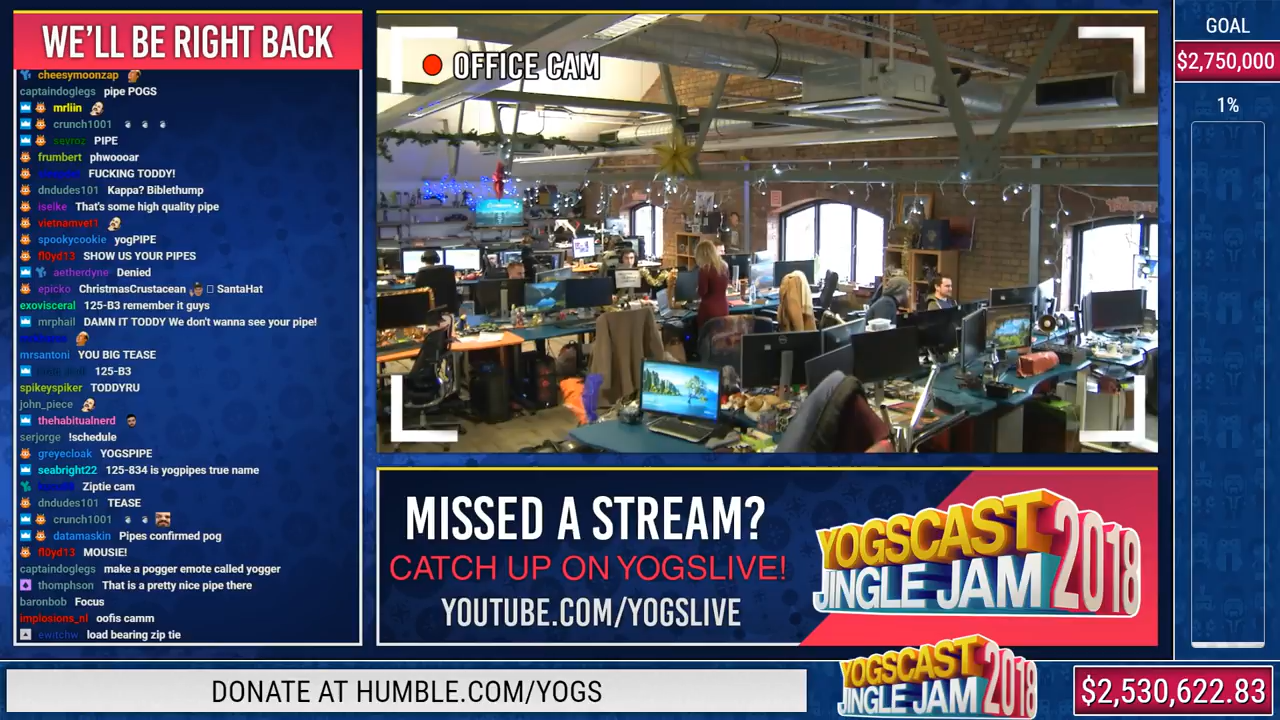 WE'LL BE RIGHT BACK
cheesymoonzap
captaindoglegs pipe POGS
mrliin
crunch1001
PIPE
frumbert phwoooar
FUCKING TODDY!
dndudes101 Kappa? Biblethump
iselke That's some high quality pipe
vietnamvet1
spookycookie yogPIPE
fl0yd13 SHOW US YOUR PIPES
aetherdyne Denied
epicko ChristmasCrustacean SantaHat
exovisceral 125-B3 remember it guys
mrphail DAMN IT TODDY We don't wanna see your pipe!
mrsantoni YOU BIG TEASE
125-B3
spikeyspiker TODDYRU
john_piece
thehabitualnerd
serjorge !schedule
greyecloak YOGSPIPE
seabright22 125-834 is yogpipes true name
Ziptie cam
dndudes101 TEASE
crunch1001
datamaskin Pipes confirmed pog
fl0yd13 MOUSIE!
captaindoglegs make a pogger emote called yogger
thomphson That is a pretty nice pipe there
baronbob Focus
implosions_nl oofis camm
ewitchw load bearing zip tie
OFFICE CAM
MISSED A STREAM?
CATCH UP ON YOGSLIVE!
YOUTUBE.COM/YOGSLIVE
YOGSCAST
JINGLE JAM
2018
GOAL
$2,750,000
1%
DONATE AT HUMBLE.COM/YOGS
YOGSCAST
JINGLE JAM
2018
$2,530,622.83